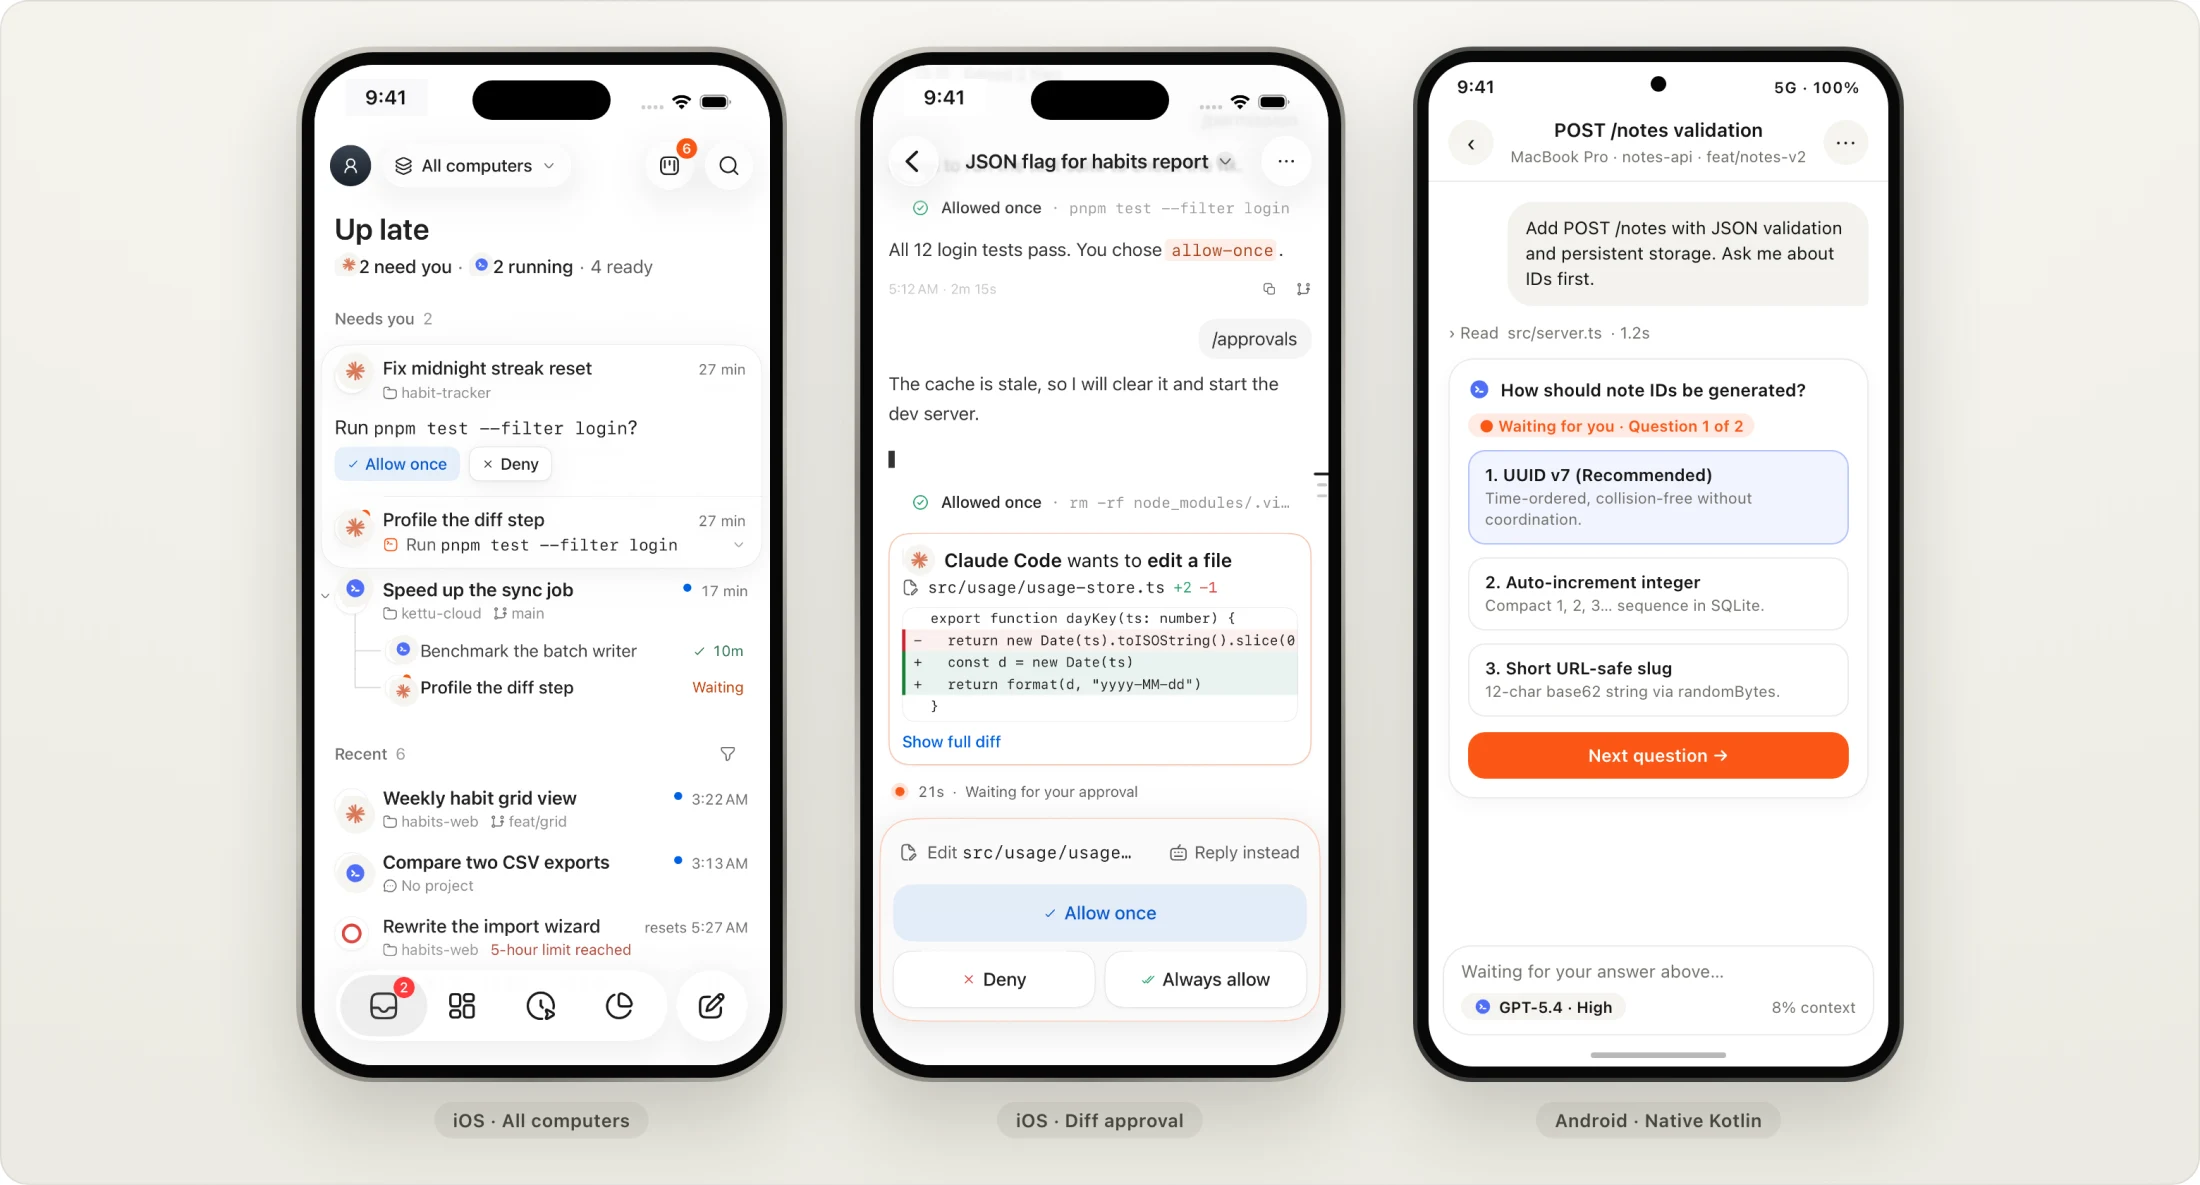 9:41
All computers
6
Up late
2 need you · 2 running · 4 ready
Needs you 2
Fix midnight streak reset
27 min
habit-tracker
Run pnpm test --filter login?
✓ Allow once
× Deny
Profile the diff step
27 min
Run pnpm test --filter login
Speed up the sync job
17 min
kettu-cloud main
Benchmark the batch writer
✓ 10m
Profile the diff step
Waiting
Recent 6
Weekly habit grid view
3:22 AM
habits-web feat/grid
Compare two CSV exports
3:13 AM
No project
Rewrite the import wizard
resets 5:27 AM
habits-web 5-hour limit reached
2
iOS · All computers
9:41
JSON flag for habits report
Allowed once · pnpm test --filter login
All 12 login tests pass. You chose allow-once.
5:12 AM · 2m 15s
/approvals
The cache is stale, so I will clear it and start the
dev server.
Allowed once · rm -rf node_modules/.vi…
Claude Code wants to edit a file
src/usage/usage-store.ts +2 −1
export function dayKey(ts: number) {
- return new Date(ts).toISOString().slice(0
+ const d = new Date(ts)
+ return format(d, "yyyy-MM-dd")
}
Show full diff
21s · Waiting for your approval
Edit src/usage/usage…
Reply instead
✓ Allow once
× Deny
Always allow
iOS · Diff approval
9:41
5G · 100%
POST /notes validation
MacBook Pro · notes-api · feat/notes-v2
Add POST /notes with JSON validation
and persistent storage. Ask me about
IDs first.
› Read src/server.ts · 1.2s
How should note IDs be generated?
Waiting for you · Question 1 of 2
1. UUID v7 (Recommended)
Time-ordered, collision-free without
coordination.
2. Auto-increment integer
Compact 1, 2, 3… sequence in SQLite.
3. Short URL-safe slug
12-char base62 string via randomBytes.
Next question →
Waiting for your answer above…
GPT-5.4 · High
8% context
Android · Native Kotlin